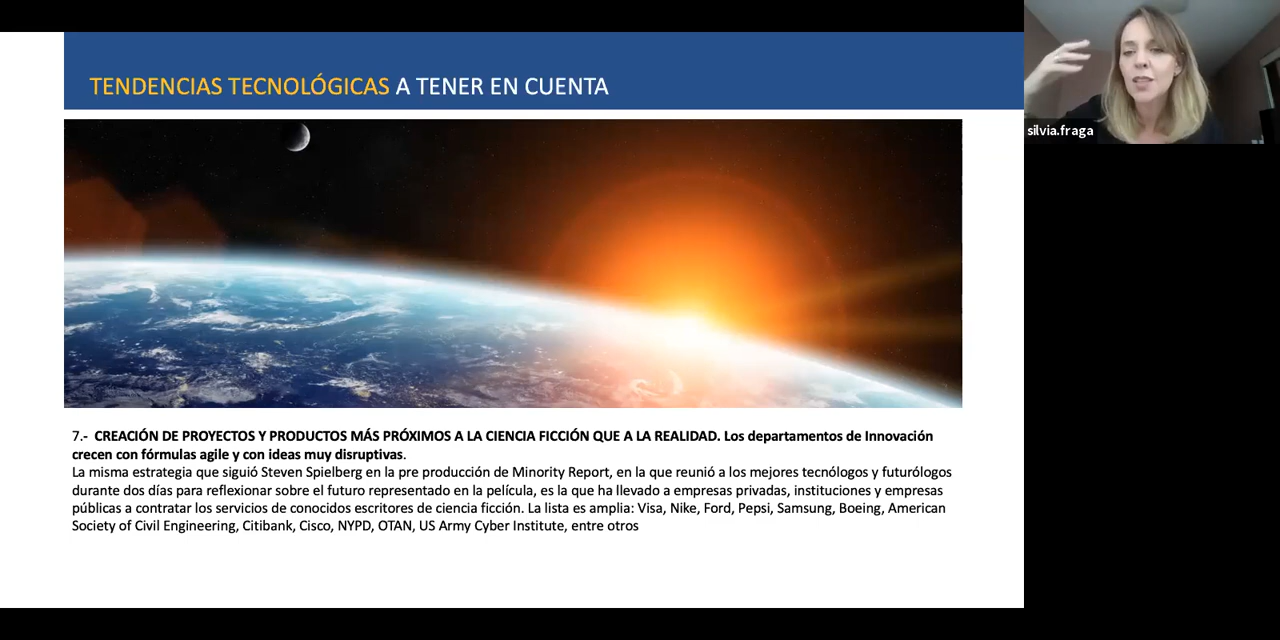 TENDENCIAS TECNOLÓGICAS A TENER EN CUENTA
silvia.fraga
7.- CREACIÓN DE PROYECTOS Y PRODUCTOS MÁS PRÓXIMOS A LA CIENCIA FICCIÓN QUE A LA REALIDAD. Los departamentos de Innovación
crecen con fórmulas agile y con ideas muy disruptivas.
La misma estrategia que siguió Steven Spielberg en la pre producción de Minority Report, en la que reunió a los mejores tecnólogos y futurólogos
durante dos días para reflexionar sobre el futuro representado en la película, es la que ha llevado a empresas privadas, instituciones y empresas
públicas a contratar los servicios de conocidos escritores de ciencia ficción. La lista es amplia: Visa, Nike, Ford, Pepsi, Samsung, Boeing, American
Society of Civil Engineering, Citibank, Cisco, NYPD, OTAN, US Army Cyber Institute, entre otros